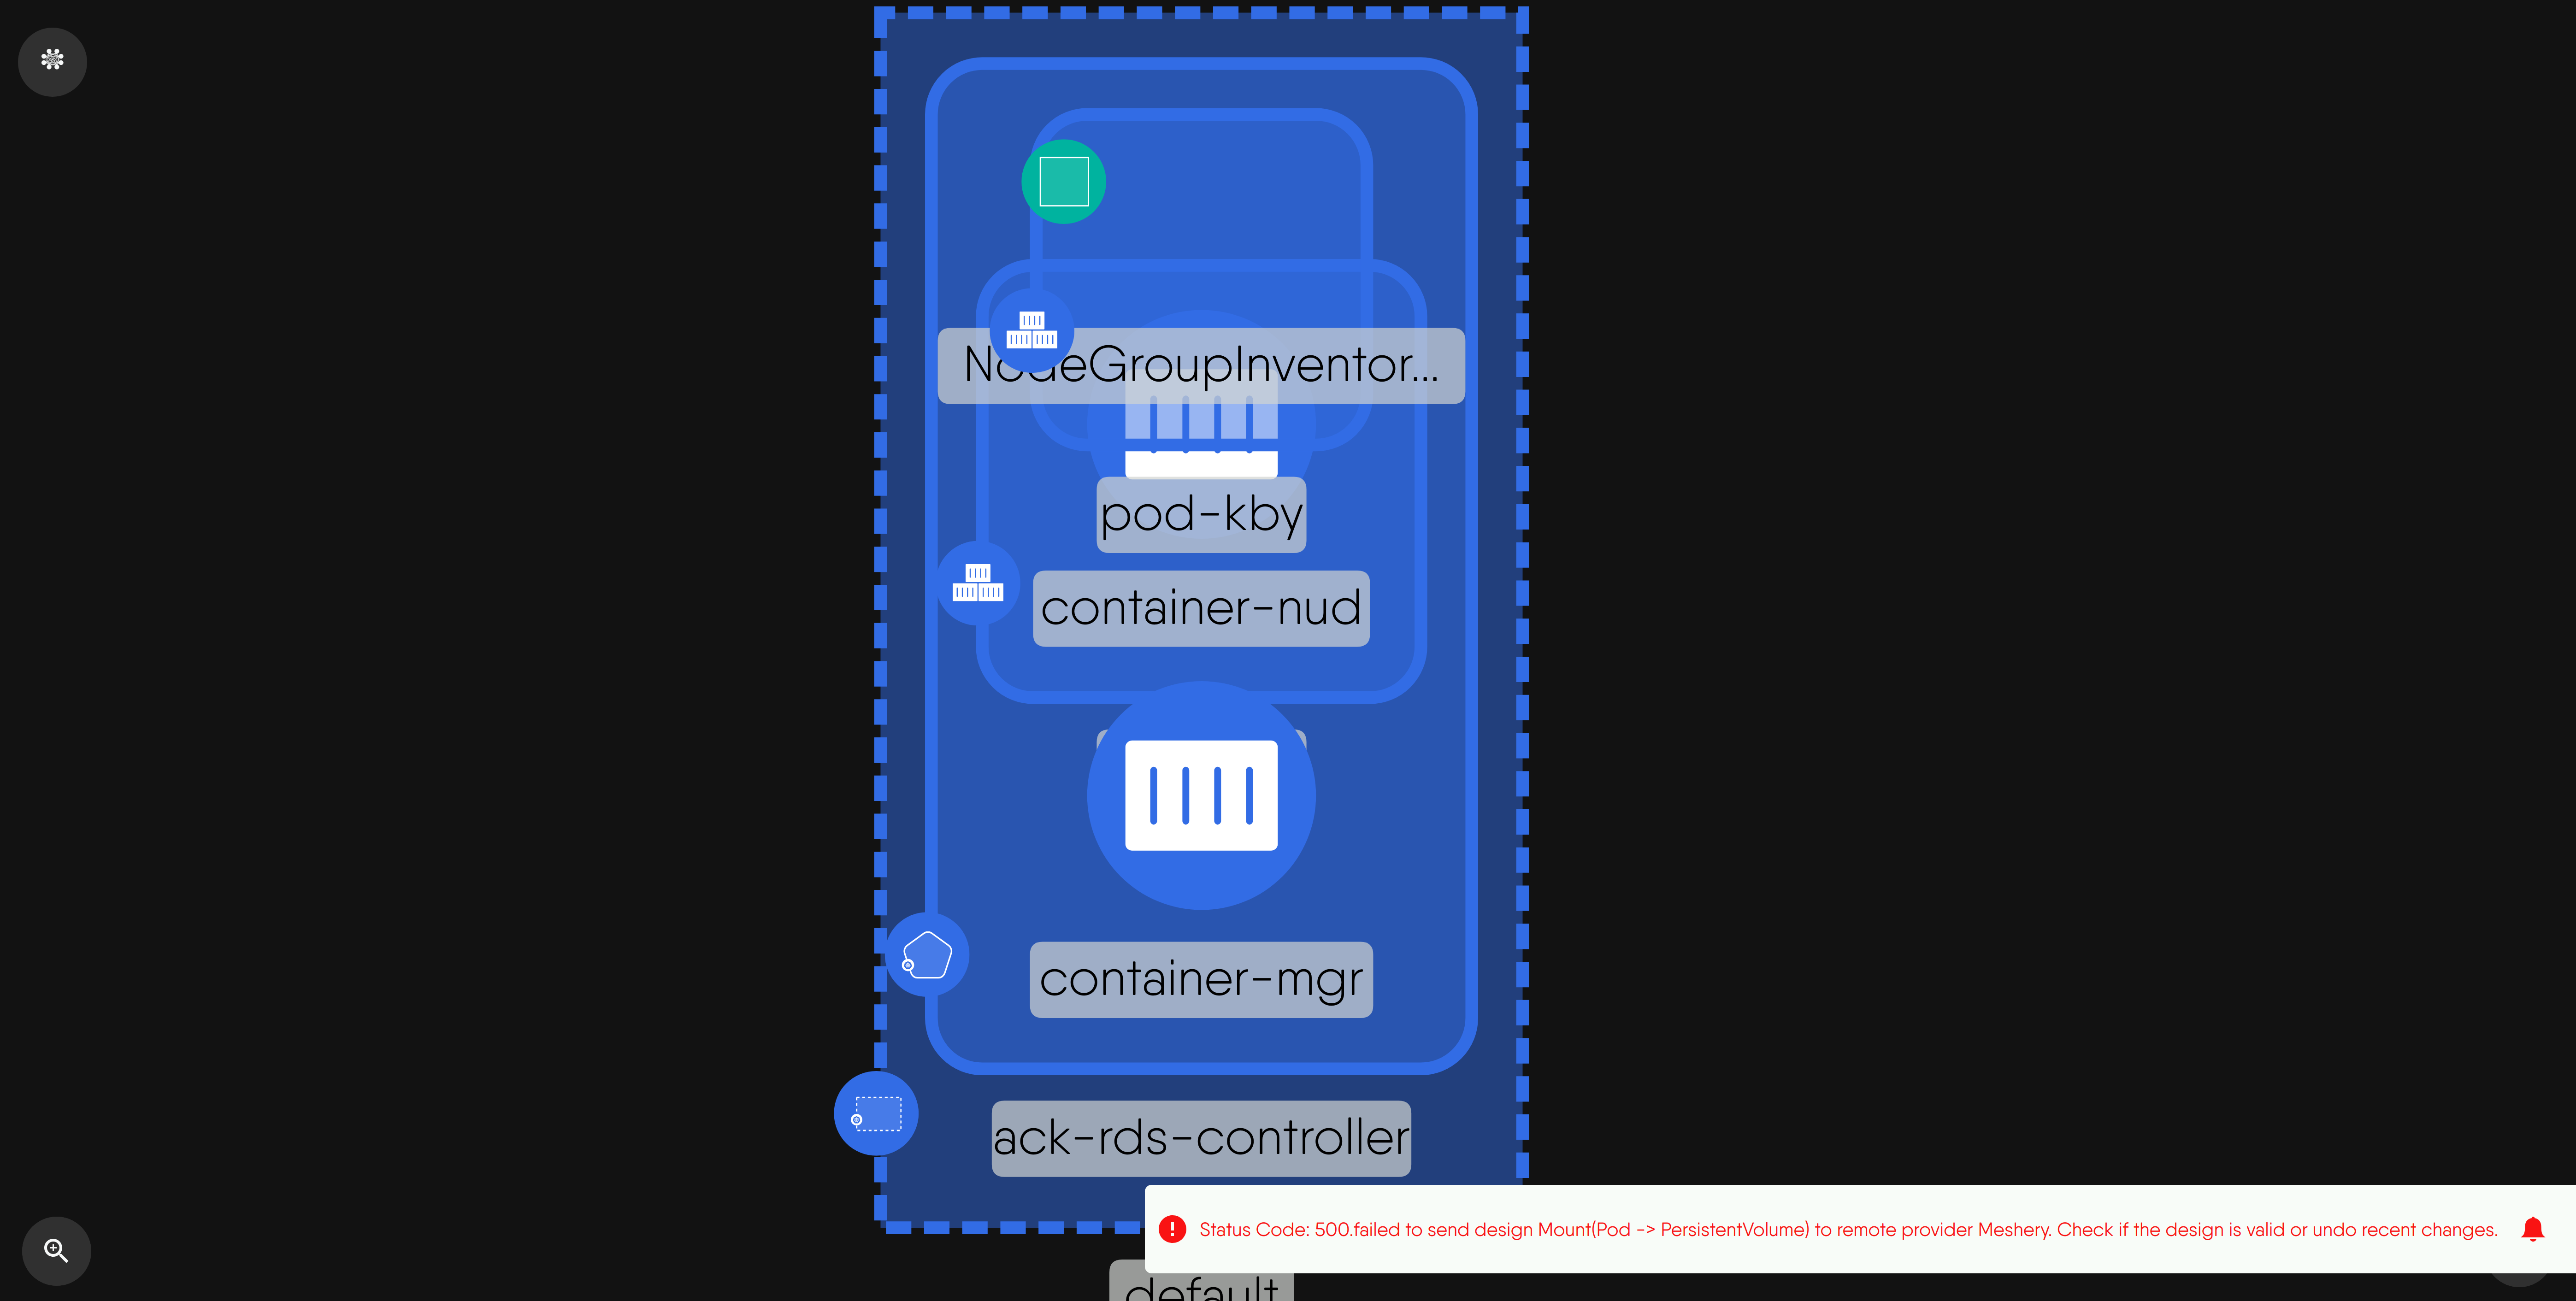 NodeGroupInventor...
pod-kby
container-nud
container-mgr
ack-rds-controller
Status Code: 500.failed to send design Mount(Pod -> PersistentVolume) to remote provider Meshery. Check if the design is valid or undo recent changes.
default